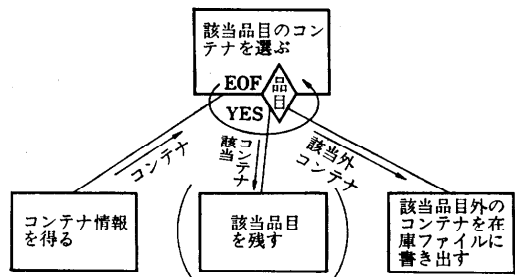 該当品目のコン
テナを選ぶ
EOF
品
目
YES
コンテナ
該当
コンテナ
該当外
コンテナ
コンテナ情報
を得る
該当品目
を残す
該当品目外の
コンテナを在
庫ファイルに
書き出す